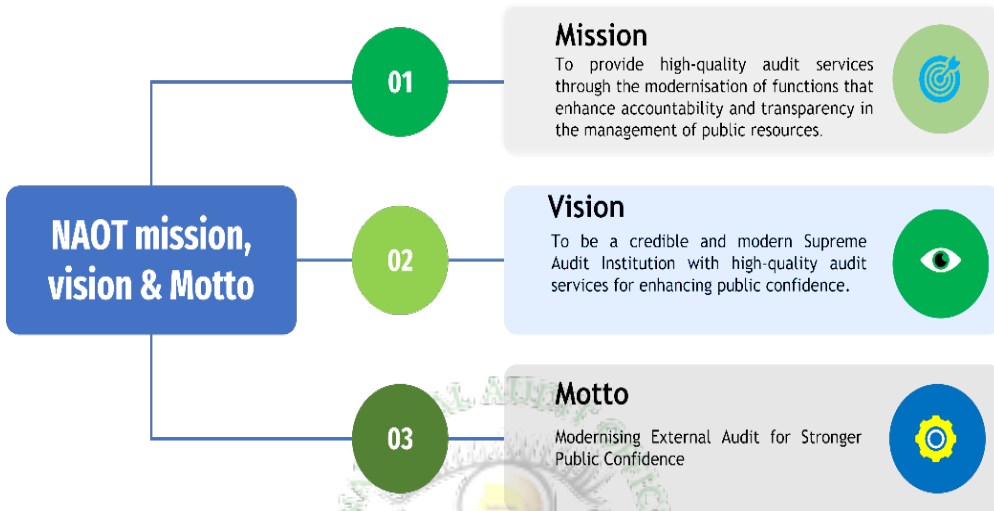 NAOT mission,
vision & Motto
01
Mission
To provide high-quality audit services
through the modernisation of functions that
enhance accountability and transparency in
the management of public resources.
02
Vision
To be a credible and modern Supreme
Audit Institution with high-quality audit
services for enhancing public confidence.
03
Motto
Modernising External Audit for Stronger
Public Confidence
AUDIT